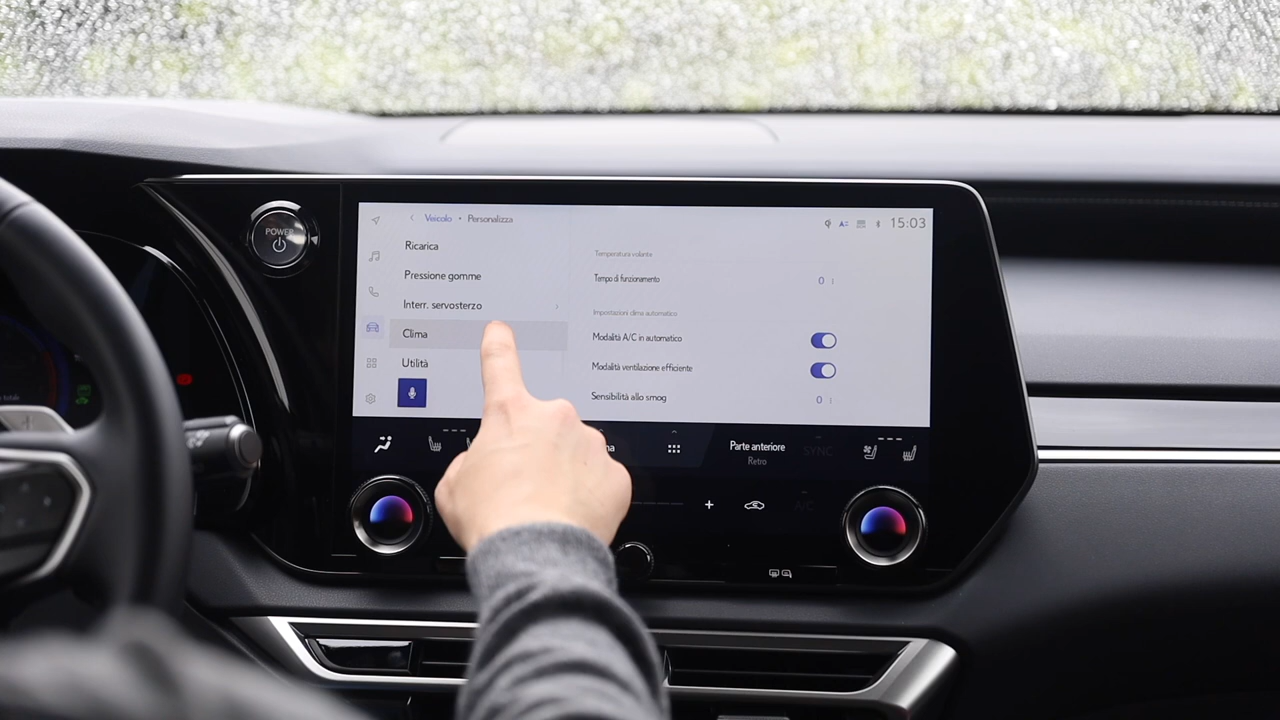 POWER
Veicolo • Personalizza
15:03
Ricarica
Pressione gomme
Interr. servosterzo
Clima
Utilità
Temperatura volante
Tempo di funzionamento 0
Impostazioni clima automatico
Modalità A/C in automatico
Modalità ventilazione efficiente
Sensibilità allo smog 0
Parte anteriore
Retro
SYNC
A/C